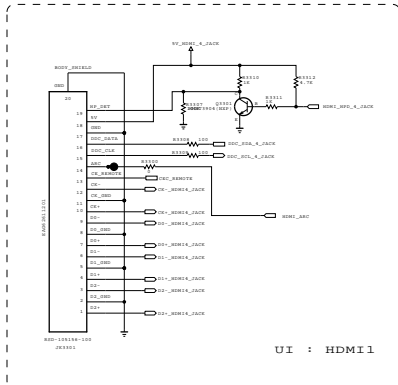 5V_HDMI_4_JACK
BODY_SHIELD
GND
20
R3310
1K
R3312
4.7K
C
R3311
1K
B
HDMI_HPD_4_JACK
R3307
Q3301
E
HP_DET
19
5V
18
GND
17
DDC_DATA
16
R3308 100
DDC_SDA_4_JACK
DDC_CLK
15
100
DDC_SCL_4_JACK
ARC
14
0
CE_REMOTE
13
CEC_REMOTE
CK-
12
CK-_HDMI4_JACK
CK_GND
11
CK+
10
CK+_HDMI4_JACK
D0-
9
D0-_HDMI4_JACK
D0_GND
8
D0+
7
D0+_HDMI4_JACK
D1-
6
D1-_HDMI4_JACK
D1_GND
5
D1+
4
D1+_HDMI4_JACK
D2-
3
D2-_HDMI4_JACK
D2_GND
2
D2+
1
D2+_HDMI4_JACK
HDMI_ARC
JK3301
UI : HDMI1